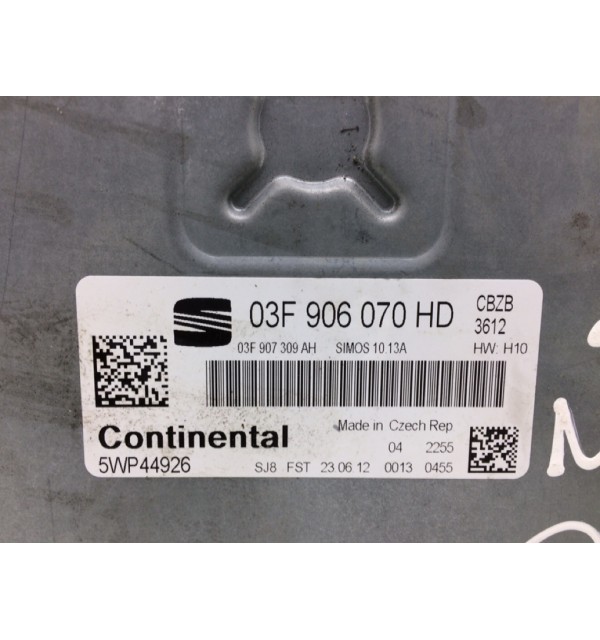 03F 906 070 HD CBZB
3612
03F 907 309 AH SIMOS 10.13A HW: H10
Continental Made in Czech Rep
04 2255
5WP44926 SJ8 FST 23 06 12 0013 0455